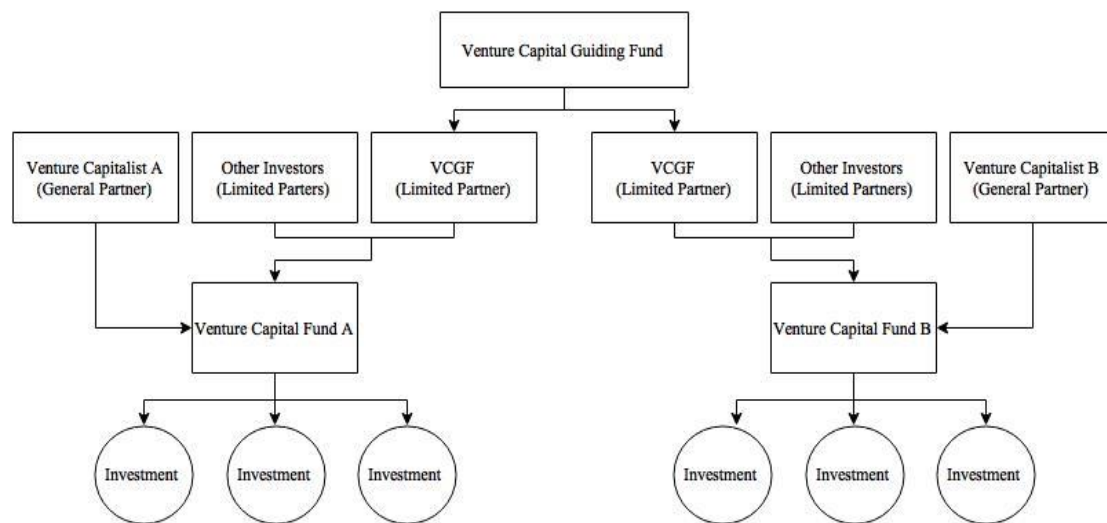 Venture Capital Guiding Fund
Venture Capitalist A
(General Partner)
Other Investors
(Limited Parters)
VCGF
(Limited Partner)
VCGF
(Limited Partner)
Other Investors
(Limited Partners)
Venture Capitalist B
(General Partner)
Venture Capital Fund A
Venture Capital Fund B
Investment
Investment
Investment
Investment
Investment
Investment